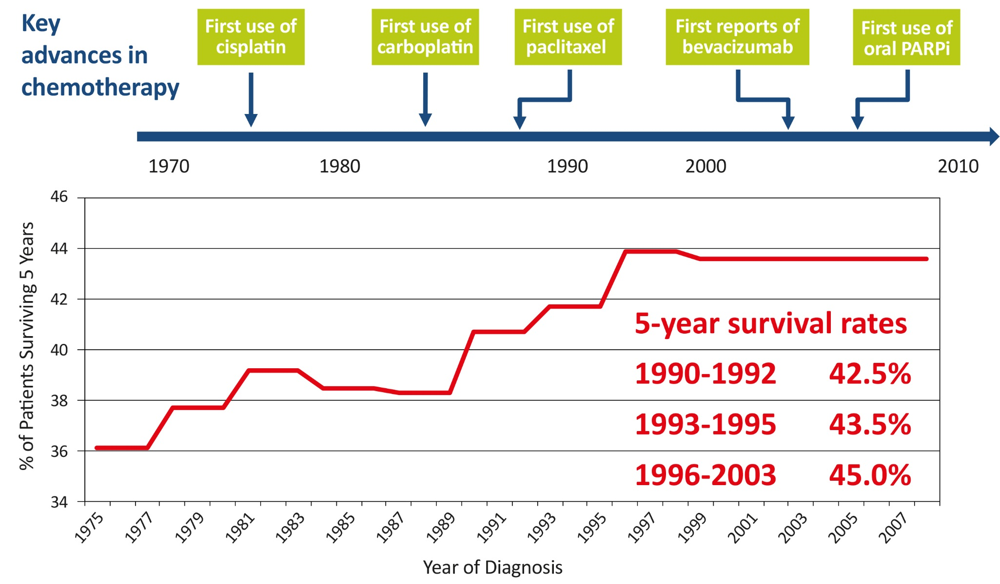 Key
advances in
chemotherapy
First use of
cisplatin
First use of
carboplatin
First use of
paclitaxel
First reports of
bevacizumab
First use of
oral PARPi
1970
1980
1990
2000
2010
% of Patients Surviving 5 Years
46
44
42
40
38
36
34
5-year survival rates
1990-1992 42.5%
1993-1995 43.5%
1996-2003 45.0%
1975
1977
1979
1981
1983
1985
1987
1989
1991
1993
1995
1997
1999
2001
2003
2005
2007
Year of Diagnosis